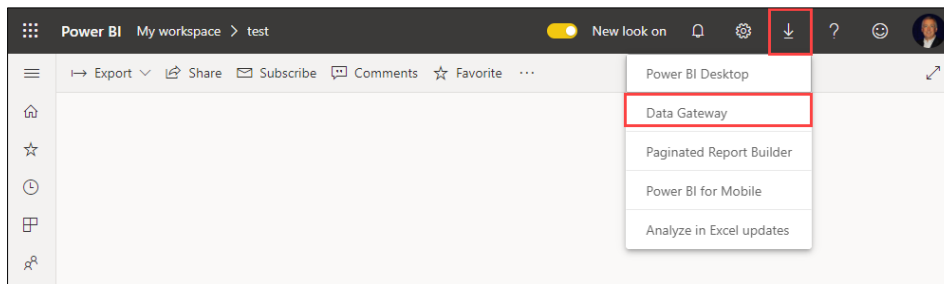 Power BI My workspace > test New look on ?
Export Share Subscribe Comments Favorite ...
Power BI Desktop
Data Gateway
Paginated Report Builder
Power BI for Mobile
Analyze in Excel updates